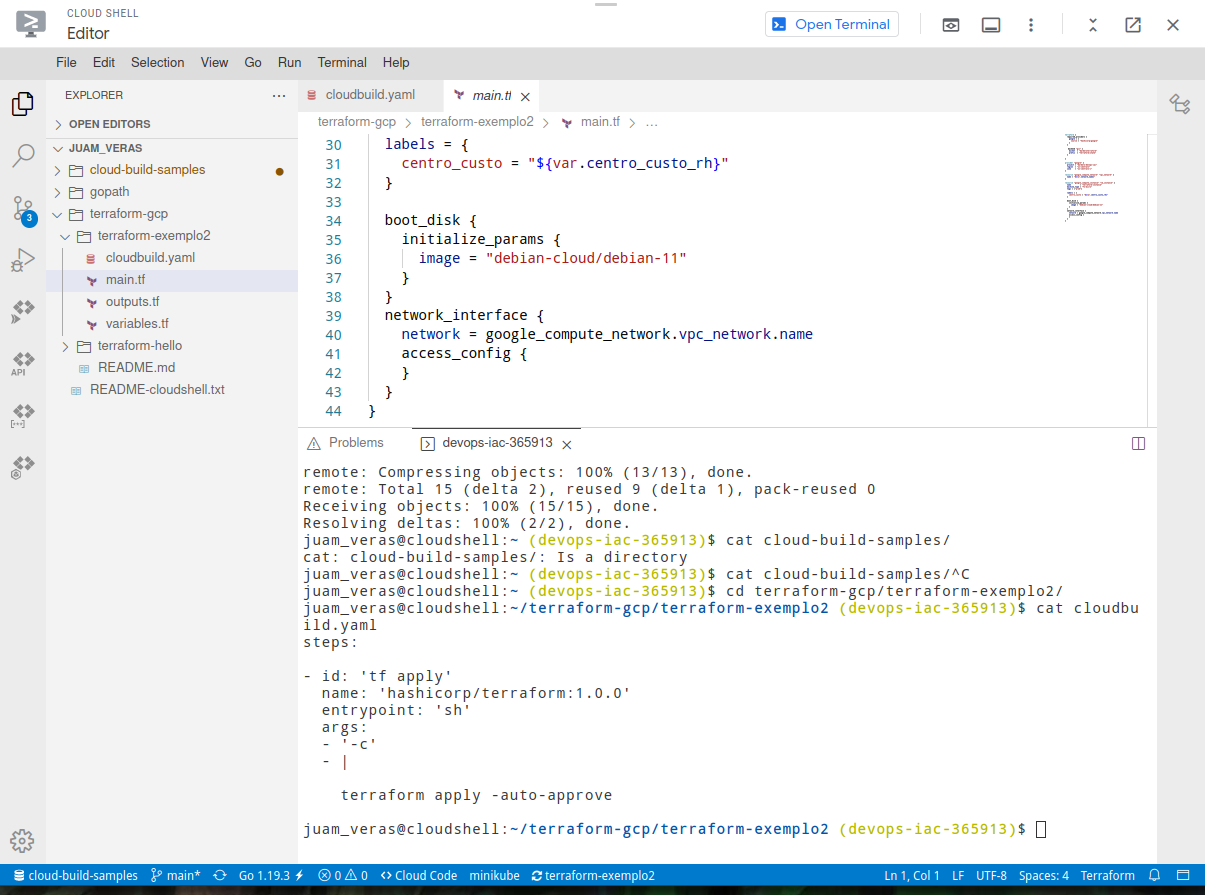 CLOUD SHELL
Editor
Open Terminal
File Edit Selection View Go Run Terminal Help
EXPLORER
OPEN EDITORS
JUAM_VERAS
cloud-build-samples
gopath
terraform-gcp
terraform-exemplo2
cloudbuild.yaml
main.tf
outputs.tf
variables.tf
terraform-hello
README.md
README-cloudshell.txt
3
API
cloudbuild.yaml main.tf
terraform-gcp > terraform-exemplo2 > main.tf > ...
30 labels = {
31 centro_custo = "${var.centro_custo_rh}"
32 }
33
34 boot_disk {
35 initialize_params {
36 image = "debian-cloud/debian-11"
37 }
38 }
39 network_interface {
40 network = google_compute_network.vpc_network.name
41 access_config {
42 }
43 }
44 }
Problems devops-iac-365913
remote: Compressing objects: 100% (13/13), done.
remote: Total 15 (delta 2), reused 9 (delta 1), pack-reused 0
Receiving objects: 100% (15/15), done.
Resolving deltas: 100% (2/2), done.
juam_veras@cloudshell:~ (devops-iac-365913)$ cat cloud-build-samples/
cat: cloud-build-samples/: Is a directory
juam_veras@cloudshell:~ (devops-iac-365913)$ cat cloud-build-samples/^C
juam_veras@cloudshell:~ (devops-iac-365913)$ cd terraform-gcp/terraform-exemplo2/
juam_veras@cloudshell:~/terraform-gcp/terraform-exemplo2 (devops-iac-365913)$ cat cloudbu
ild.yaml
steps:
- id: 'tf apply'
name: 'hashicorp/terraform:1.0.0'
entrypoint: 'sh'
args:
- '-c'
- |
terraform apply -auto-approve
juam_veras@cloudshell:~/terraform-gcp/terraform-exemplo2 (devops-iac-365913)$
cloud-build-samples main* Go 1.19.3 0 0 Cloud Code minikube terraform-exemplo2 Ln 1, Col 1 LF UTF-8 Spaces: 4 Terraform